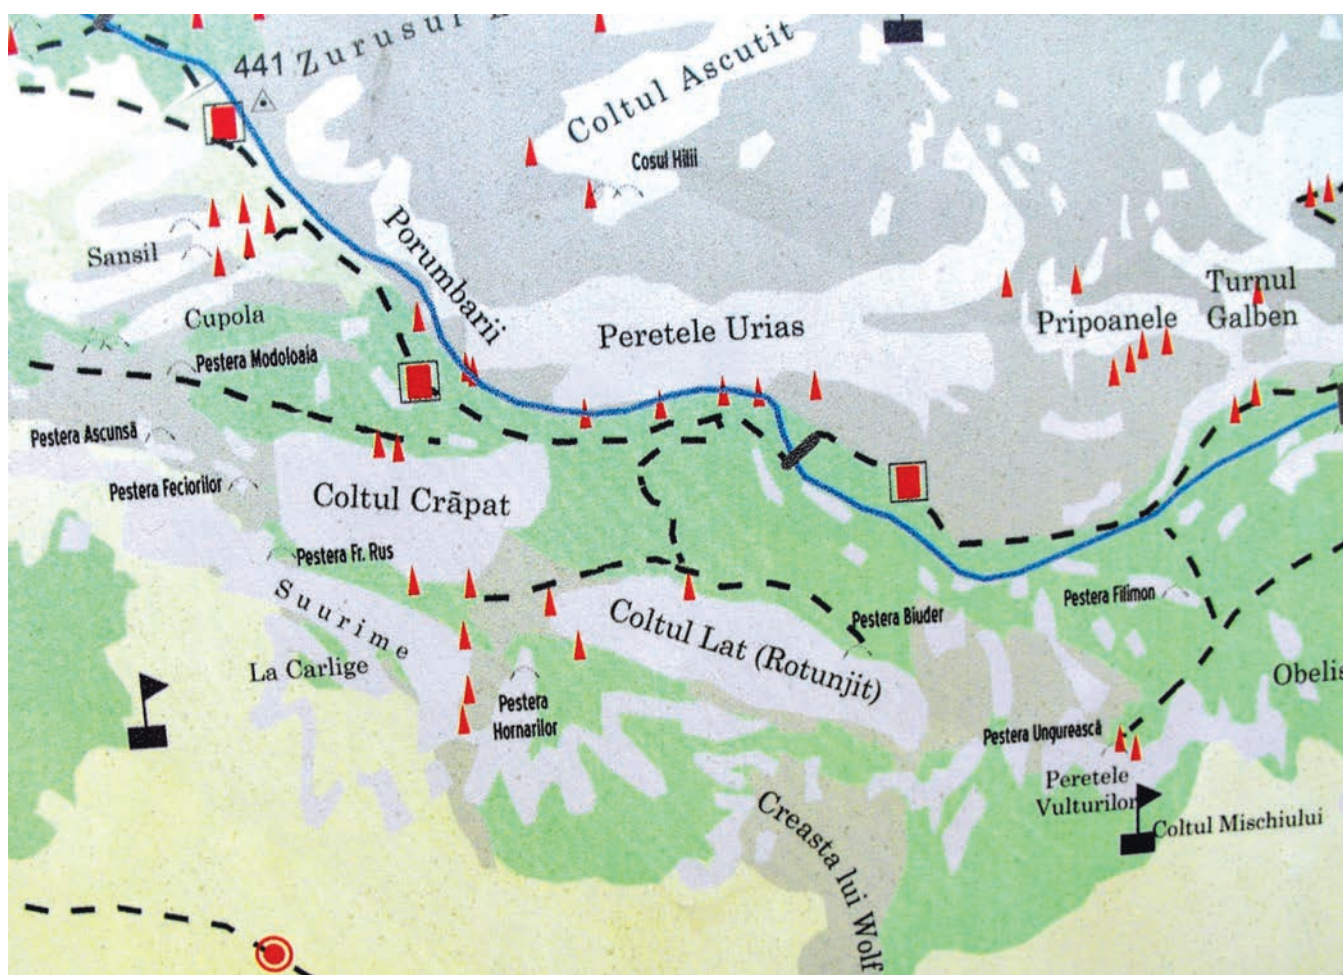 441
Zurusul
Coltul Ascutit
Cosul Hilii
Porumbarii
Sansil
Cupola
Turnul
Galben
Peretele Urias
Pripoanele
Pestera Modoloaia
Pestera Ascunsă
Pestera Feciorilor
Coltul Crãpat
Pestera Fr. Rus
Suurime
Coltul Lat (Rotunjit)
Pestera Biuder
Pestera Filimon
La Carlige
Pestera
Hornarilor
Obelis
Pestera Ungurească
Peretele
Vulturilor
Coltul Mischiului
Creasta lui Wolf